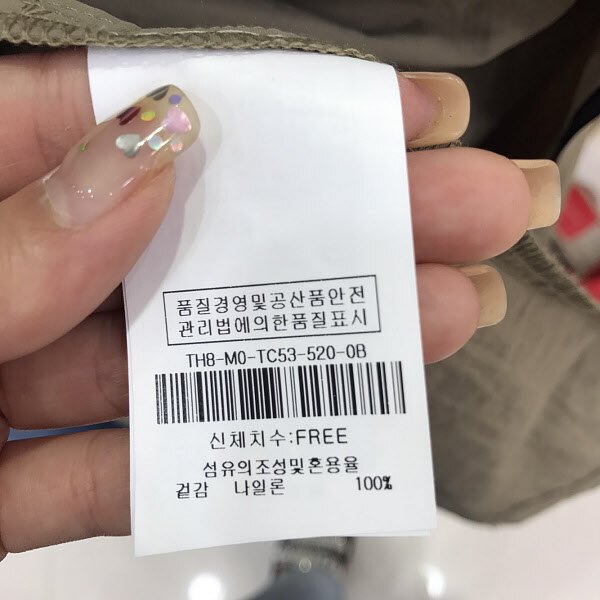 품질경영및공산품안전
관리법에의한품질표시
TH8-M0-TC53-520-0B
신체치수:FREE
섬유의조성및혼용율
겉감 나일론 100%